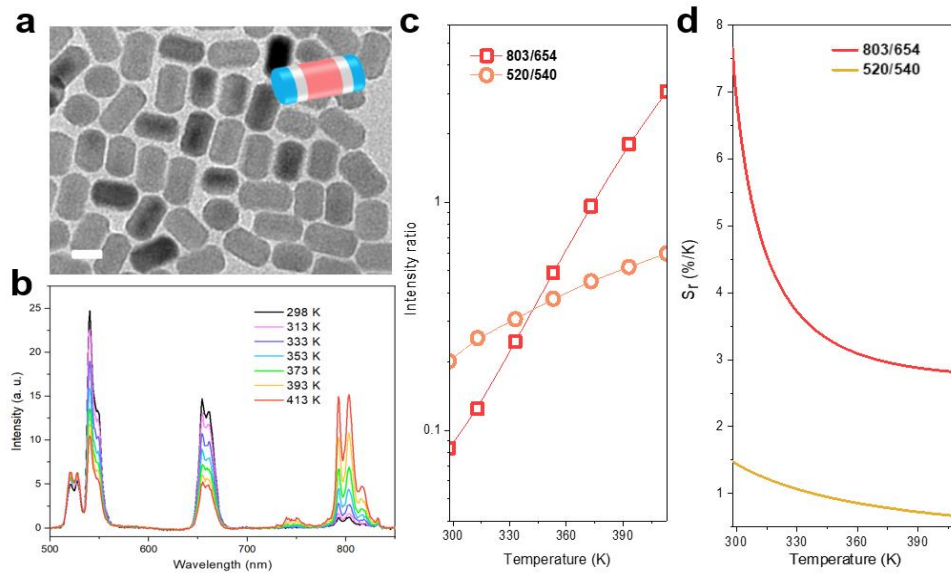 a
b
25
20
15
10
5
0
Intensity (a. u.)
298 K
313 K
333 K
353 K
373 K
393 K
413 K
500
600
700
800
Wavelength (nm)
c
803/654
520/540
1
0.1
Intensity ratio
300
330
360
390
Temperature (K)
d
803/654
520/540
8
7
6
5
4
3
2
1
Sr (%/K)
300
330
360
390
Temperature (K)